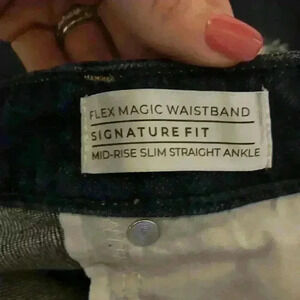 FLEX MAGIC WAISTBAND
SIGNATURE FIT
MID-RISE SLIM STRAIGHT ANKLE